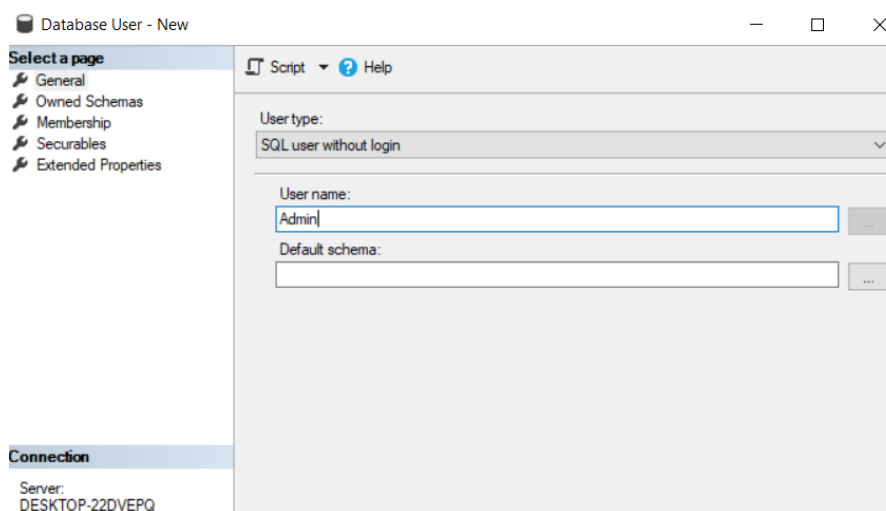 Database User - New
Select a page
General
Owned Schemas
Membership
Securables
Extended Properties
Script
Help
User type:
SQL user without login
User name:
Admin
...
Default schema:
...
Connection
Server:
DESKTOP-22DVEPQ